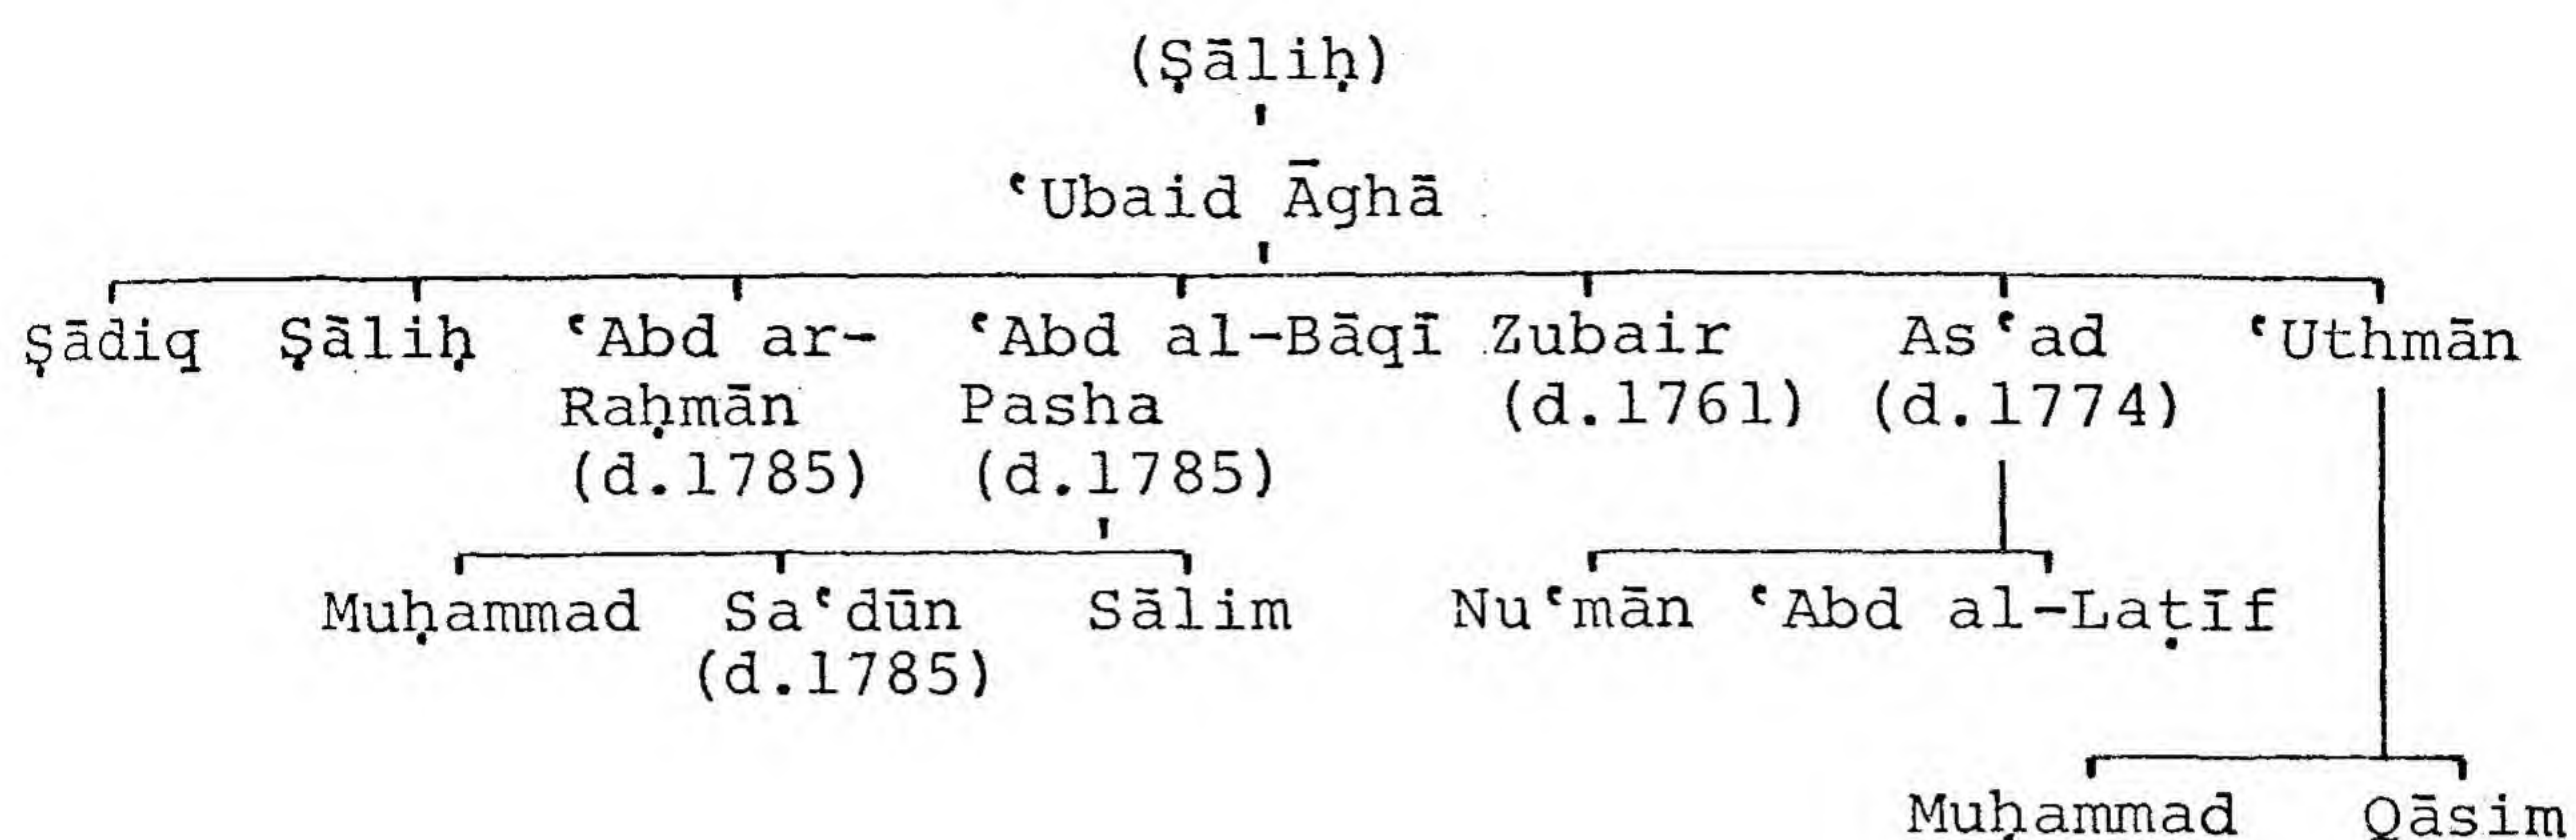 (Ṣāliḥ)
ʿUbaid Āghā
Ṣādiq Ṣāliḥ ʿAbd ar- ʿAbd al-Bāqī Zubair Asʿad ʿUthmān
Raḥmān Pasha (d.1761) (d.1774)
(d.1785) (d.1785)
Muḥammad Saʿdūn Sālim Nuʿmān ʿAbd al-Laṭīf
(d.1785)
Muḥammad Qāsim